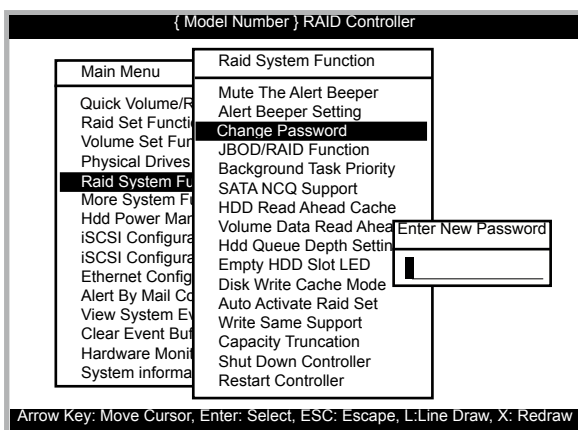 { Model Number } RAID Controller
Main Menu
Quick Volume/R
Raid Set Functi
Volume Set Fun
Physical Drives
Raid System Fu
More System Fu
Hdd Power Man
iSCSI Configura
iSCSI Configura
Ethernet Config
Alert By Mail Co
View System Ev
Clear Event Buf
Hardware Monit
System informa
Raid System Function
Mute The Alert Beeper
Alert Beeper Setting
Change Password
JBOD/RAID Function
Background Task Priority
SATA NCQ Support
HDD Read Ahead Cache
Volume Data Read Ahea
Hdd Queue Depth Settin
Empty HDD Slot LED
Disk Write Cache Mode
Auto Activate Raid Set
Write Same Support
Capacity Truncation
Shut Down Controller
Restart Controller
Enter New Password
Arrow Key: Move Cursor, Enter: Select, ESC: Escape, L:Line Draw, X: Redraw